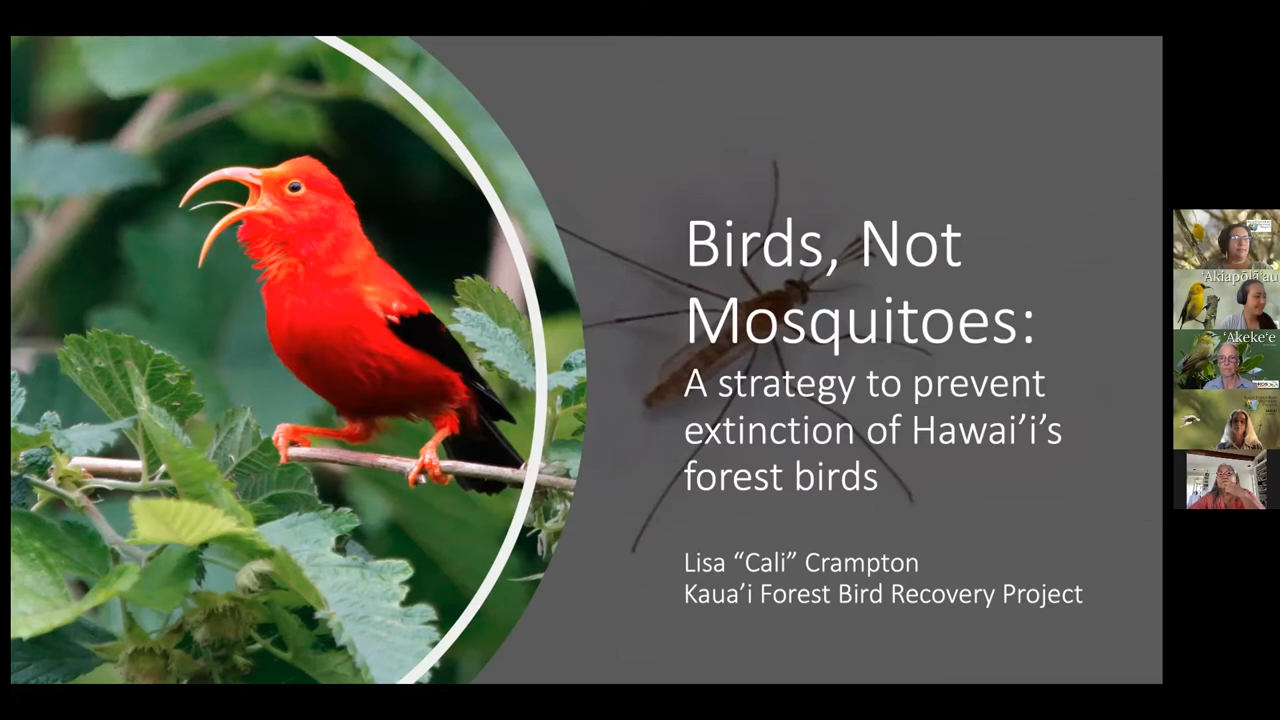 Birds, Not
Mosquitoes:
A strategy to prevent
extinction of Hawai’i’s
forest birds
Lisa “Cali” Crampton
Kaua’i Forest Bird Recovery Project
‘Akiapōlā‘au
‘Akeke‘e